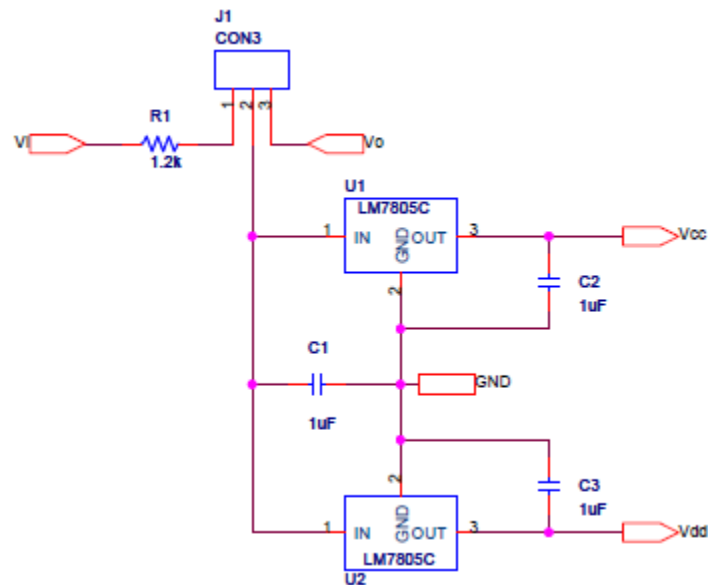 J1
CON3
1
2
3
R1
VI
1.2k
Vo
U1
LM7805C
1
IN
GND
OUT
3
Vcc
2
C2
1uF
C1
GND
1uF
2
C3
1uF
1
IN
GND
OUT
3
Vdd
LM7805C
U2